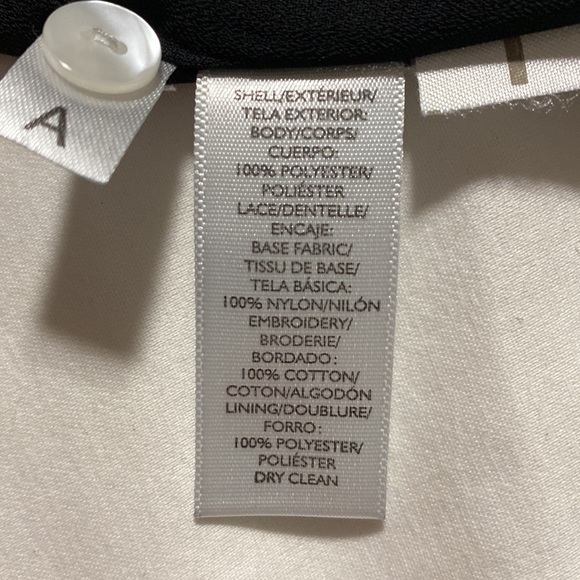 A
SHELL/EXTÉRIEUR/
TELA EXTERIOR:
BODY/CORPS/
CUERPO:
100% POLYESTER/
POLIÉSTER
LACE/DENTELLE/
ENCAJE:
BASE FABRIC/
TISSU DE BASE/
TELA BÁSICA:
100% NYLON/NILÓN
EMBROIDERY/
BRODERIE/
BORDADO:
100% COTTON/
COTON/ALGODÓN
LINING/DOUBLURE/
FORRO:
100% POLYESTER/
POLIÉSTER
DRY CLEAN